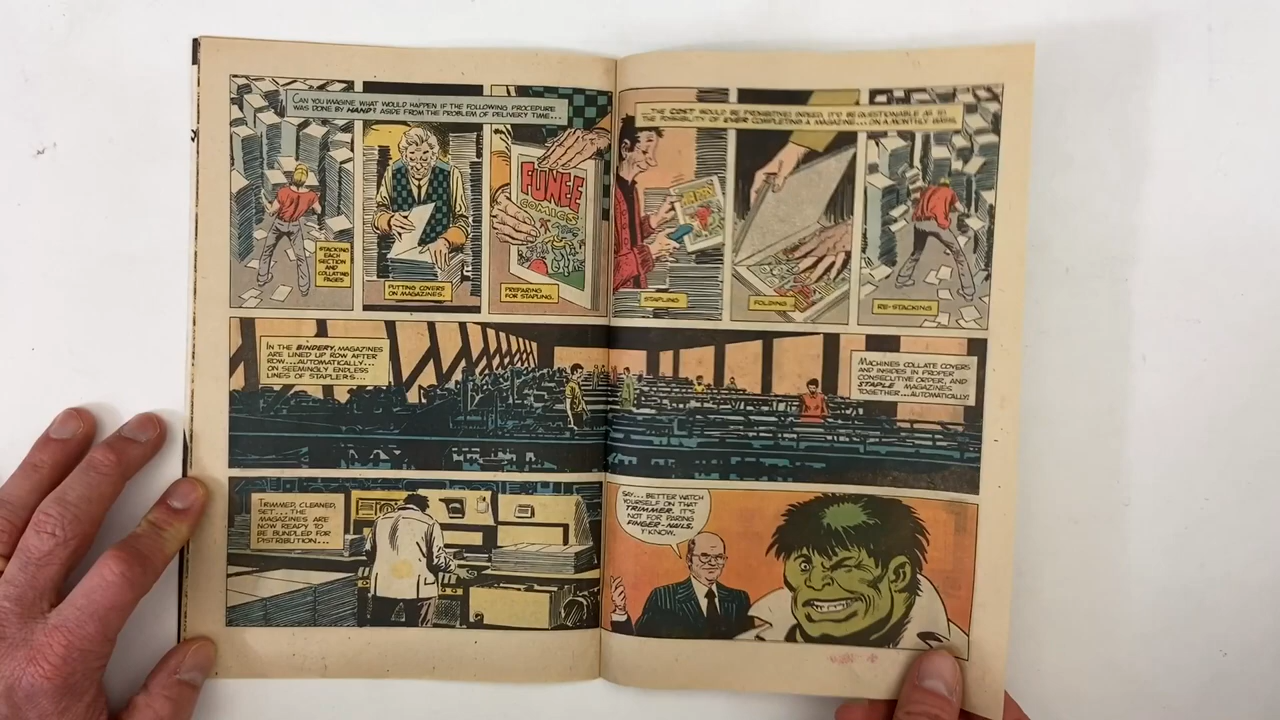 CAN YOU IMAGINE WHAT WOULD HAPPEN IF THE FOLLOWING PROCEDURE
WAS DONE BY HAND? ASIDE FROM THE PROBLEM OF DELIVERY TIME...
...THE COST WOULD BE PROHIBITIVE! INDEED, IT'D BE QUESTIONABLE AS TO
THE POSSIBILITY OF EVER COMPLETING A MAGAZINE... ON A MONTHLY BASIS.
STACKING
EACH
SECTION
AND
COLLATING
PAGES
PUTTING COVERS
ON MAGAZINES.
FUNEE
COMICS
PREPARING
FOR STAPLING.
STAPLING
FOLDING
RE-STACKING
IN THE BINDERY, MAGAZINES
ARE LINED UP ROW AFTER
ROW...AUTOMATICALLY...
ON SEEMINGLY ENDLESS
LINES OF STAPLERS...
MACHINES COLLATE COVERS
AND INSIDES IN PROPER
CONSECUTIVE ORDER, AND
STAPLE MAGAZINES
TOGETHER...AUTOMATICALLY!
TRIMMED, CLEANED,
SET...THE
MAGAZINES ARE
NOW READY TO
BE BUNDLED FOR
DISTRIBUTION...
SAY... BETTER WATCH
YOURSELF ON THAT
TRIMMER. IT'S
NOT FOR PARING
FINGER-NAILS,
Y'KNOW.